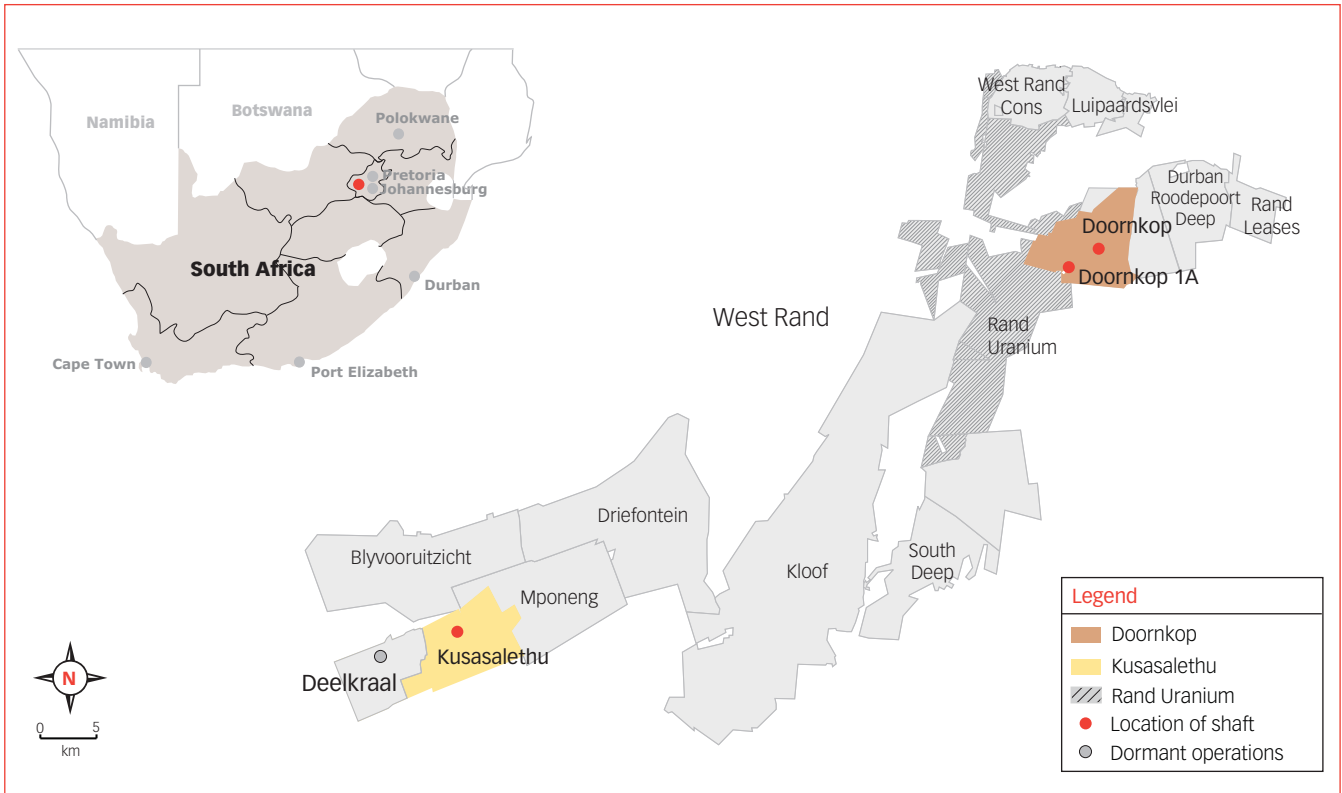 Namibia
Botswana
Polokwane
Pretoria
Johannesburg
South Africa
Durban
Cape Town
Port Elizabeth
West Rand
Cons
Luipaardsvlei
Durban
Roodepoort
Deep
Rand
Leases
Doornkop
Doornkop 1A
West Rand
Rand
Uranium
Driefontein
Blyvooruitzicht
Kloof
South
Deep
Mponeng
Kusasalethu
Deelkraal
N
0 5
km
Legend
Doornkop
Kusasalethu
Rand Uranium
Location of shaft
Dormant operations